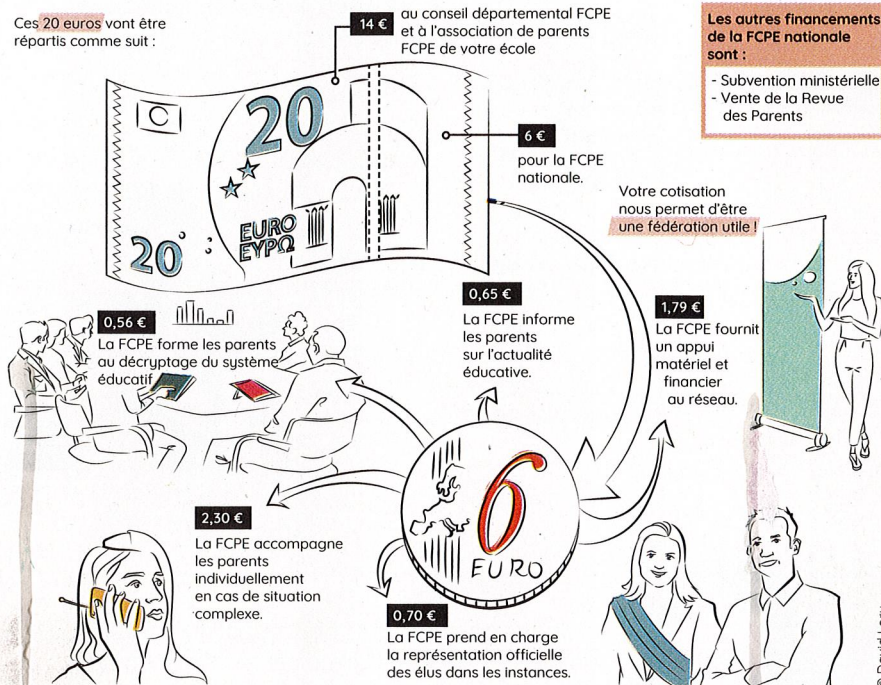 Ces 20 euros vont être
répartis comme suit :
14 €
au conseil départemental FCPE
et à l'association de parents
FCPE de votre école
Les autres financements
de la FCPE nationale
sont :
- Subvention ministérielle
- Vente de la Revue
des Parents
20
20
EURO
ΕΥΡΩ
6 €
pour la FCPE
nationale.
Votre cotisation
nous permet d'être
une fédération utile !
0,56 €
La FCPE forme les parents
au décryptage du système
éducatif
0,65 €
La FCPE informe
les parents
sur l'actualité
éducative.
1,79 €
La FCPE fournit
un appui
matériel et
financier
au réseau.
6
EURO
2,30 €
La FCPE accompagne
les parents
individuellement
en cas de situation
complexe.
0,70 €
La FCPE prend en charge
la représentation officielle
des élus dans les instances.
© David